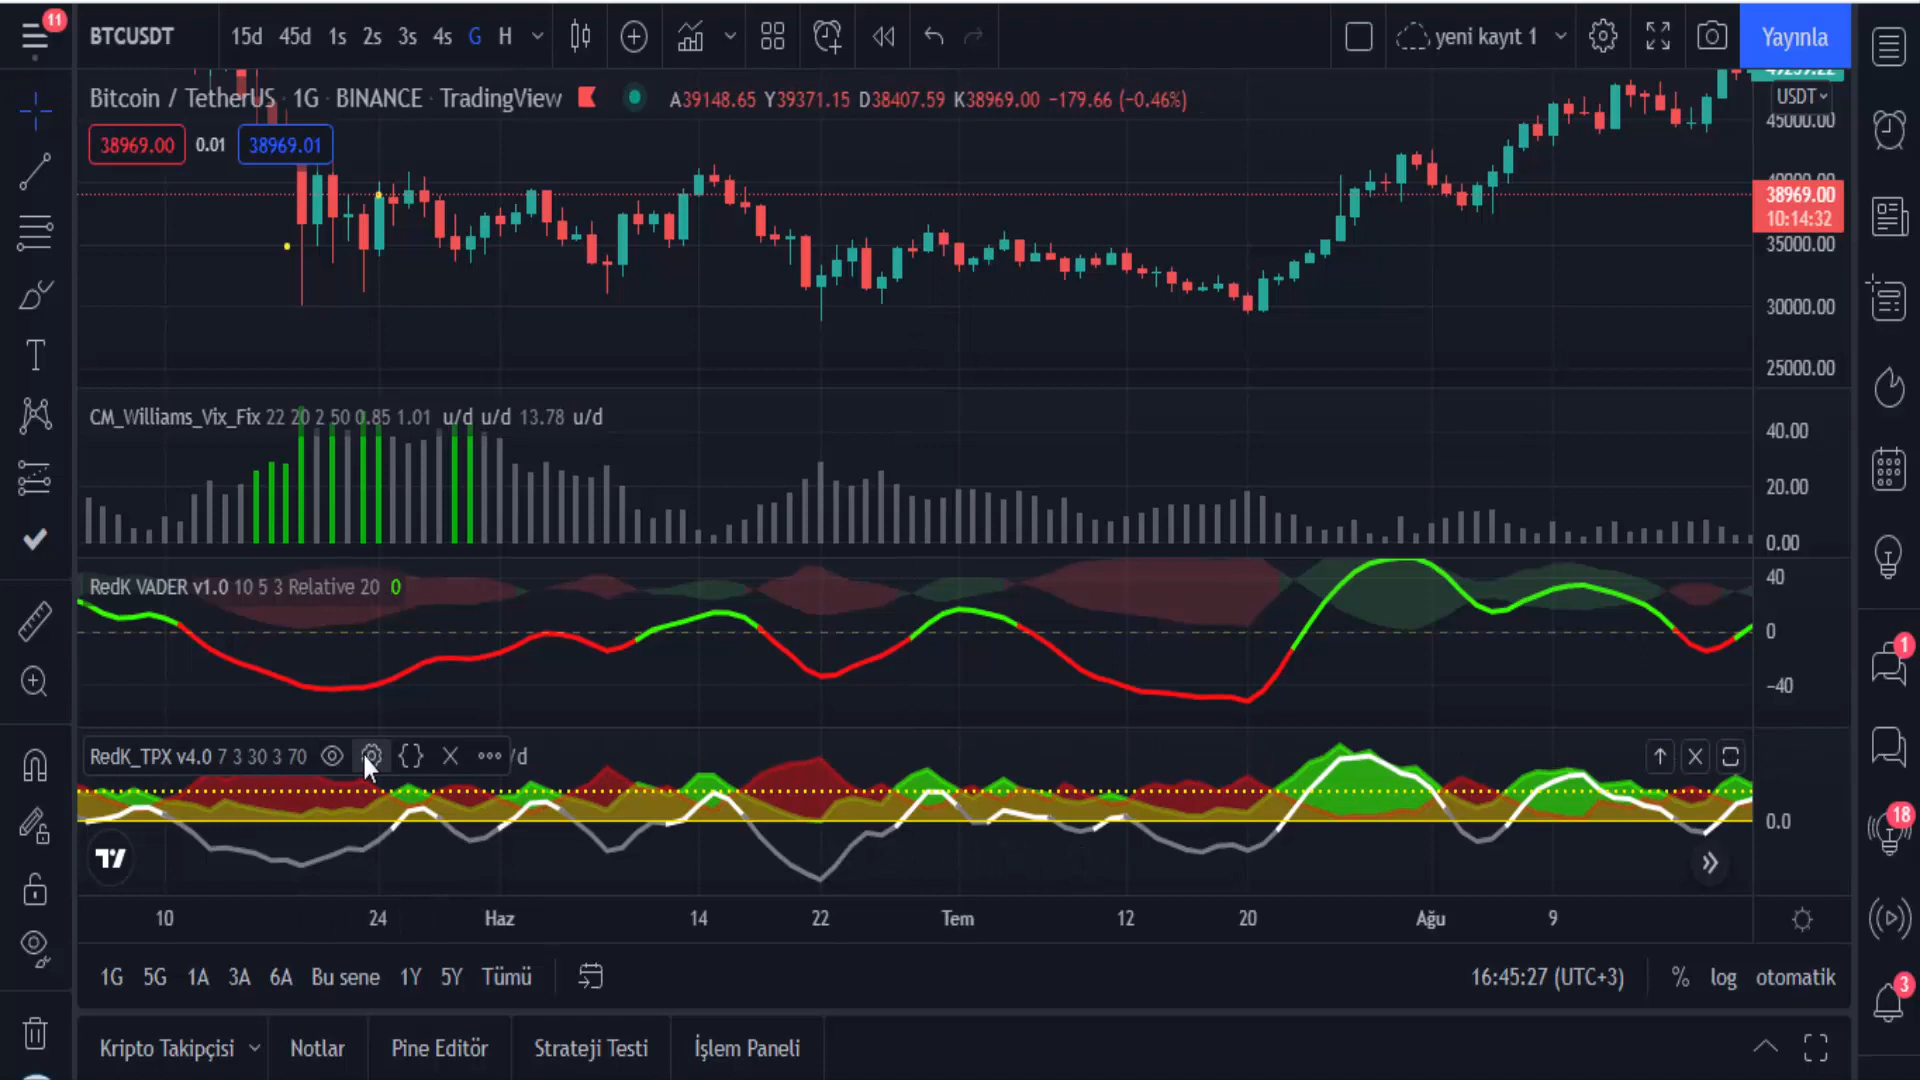 11
BTCUSDT 15d 45d 1s 2s 3s 4s G H yeni kayıt 1 Yayınla
Bitcoin / TetherUS 1G BINANCE TradingView A39148.65 Y39371.15 D38407.59 K38969.00 −179.66 (−0.46%)
USDT
45000.00
38969.00 0.01 38969.01
40000.00
38969.00
10:14:32
35000.00
30000.00
25000.00
CM_Williams_Vix_Fix 22 20 2 50 0.85 1.01 u/d u/d 13.78 u/d
40.00
20.00
0.00
RedK VADER v1.0 10 5 3 Relative 20 0
40
0
−40
1
RedK_TPX v4.0 7 3 30 3 70 /d
0.0
18
10 24 Haz 14 22 Tem 12 20 Ağu 9
1G 5G 1A 3A 6A Bu sene 1Y 5Y Tümü 16:45:27 (UTC+3) % log otomatik
3
Kripto Takipçisi Notlar Pine Editör Strateji Testi İşlem Paneli